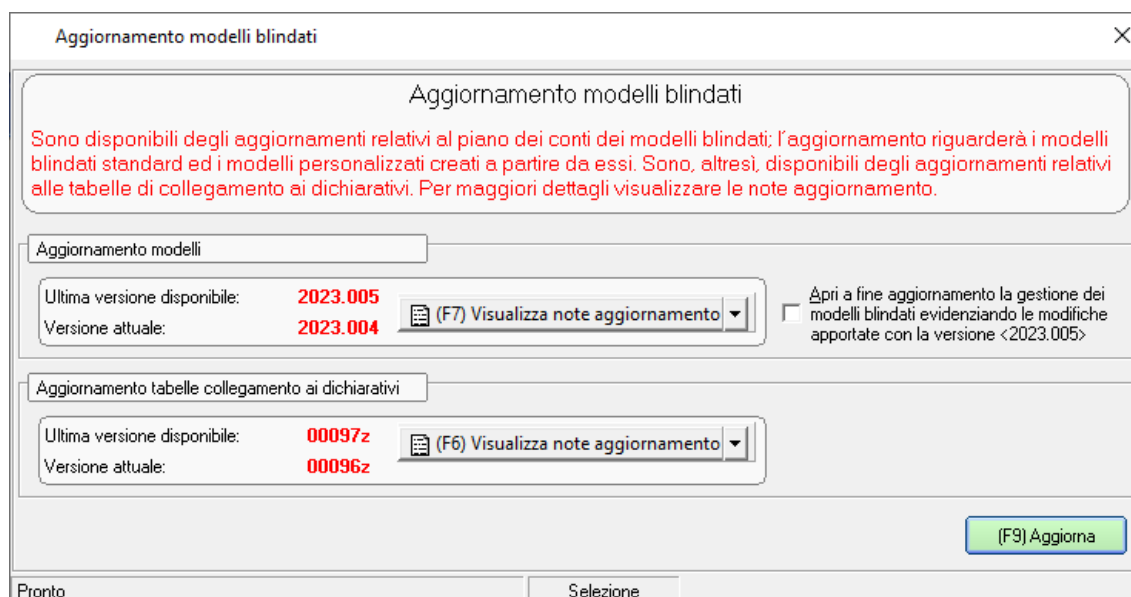 Aggiornamento modelli blindati
Aggiornamento modelli blindati
Sono disponibili degli aggiornamenti relativi al piano dei conti dei modelli blindati; l'aggiornamento riguarderà i modelli
blindati standard ed i modelli personalizzati creati a partire da essi. Sono, altresì, disponibili degli aggiornamenti relativi
alle tabelle di collegamento ai dichiarativi. Per maggiori dettagli visualizzare le note aggiornamento.
Aggiornamento modelli
Ultima versione disponibile: 2023.005
Versione attuale: 2023.004
(F7) Visualizza note aggiornamento
Apri a fine aggiornamento la gestione dei
modelli blindati evidenziando le modifiche
apportate con la versione <2023.005>
Aggiornamento tabelle collegamento ai dichiarativi
Ultima versione disponibile: 00097z
Versione attuale: 00096z
(F6) Visualizza note aggiornamento
(F9) Aggiorna
Pronto
Selezione